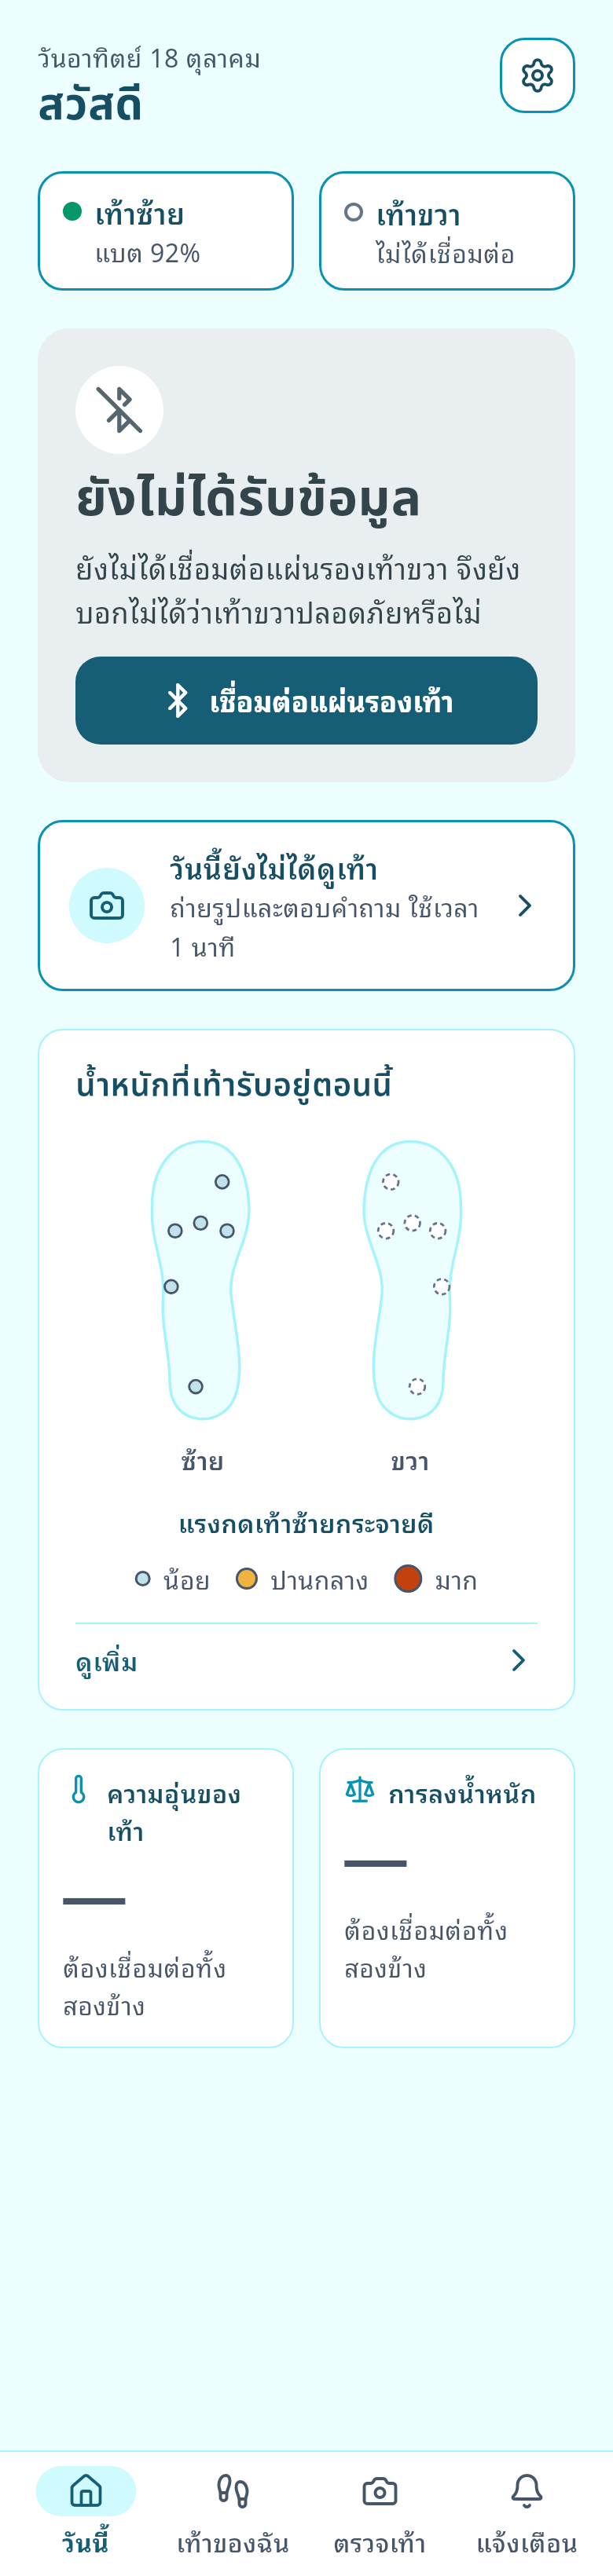 วันอาทิตย์ 18 ตุลาคม
สวัสดี
เท้าซ้าย
แบต 92%
เท้าขวา
ไม่ได้เชื่อมต่อ
ยังไม่ได้รับข้อมูล
ยังไม่ได้เชื่อมต่อแผ่นรองเท้าขวา จึงยัง
บอกไม่ได้ว่าเท้าขวาปลอดภัยหรือไม่
เชื่อมต่อแผ่นรองเท้า
วันนี้ยังไม่ได้ดูเท้า
ถ่ายรูปและตอบคำถาม ใช้เวลา
1 นาที
น้ำหนักที่เท้ารับอยู่ตอนนี้
ซ้าย
ขวา
แรงกดเท้าซ้ายกระจายดี
น้อย
ปานกลาง
มาก
ดูเพิ่ม
ความอุ่นของ
เท้า
—
ต้องเชื่อมต่อทั้ง
สองข้าง
การลงน้ำหนัก
—
ต้องเชื่อมต่อทั้ง
สองข้าง
วันนี้
เท้าของฉัน
ตรวจเท้า
แจ้งเตือน